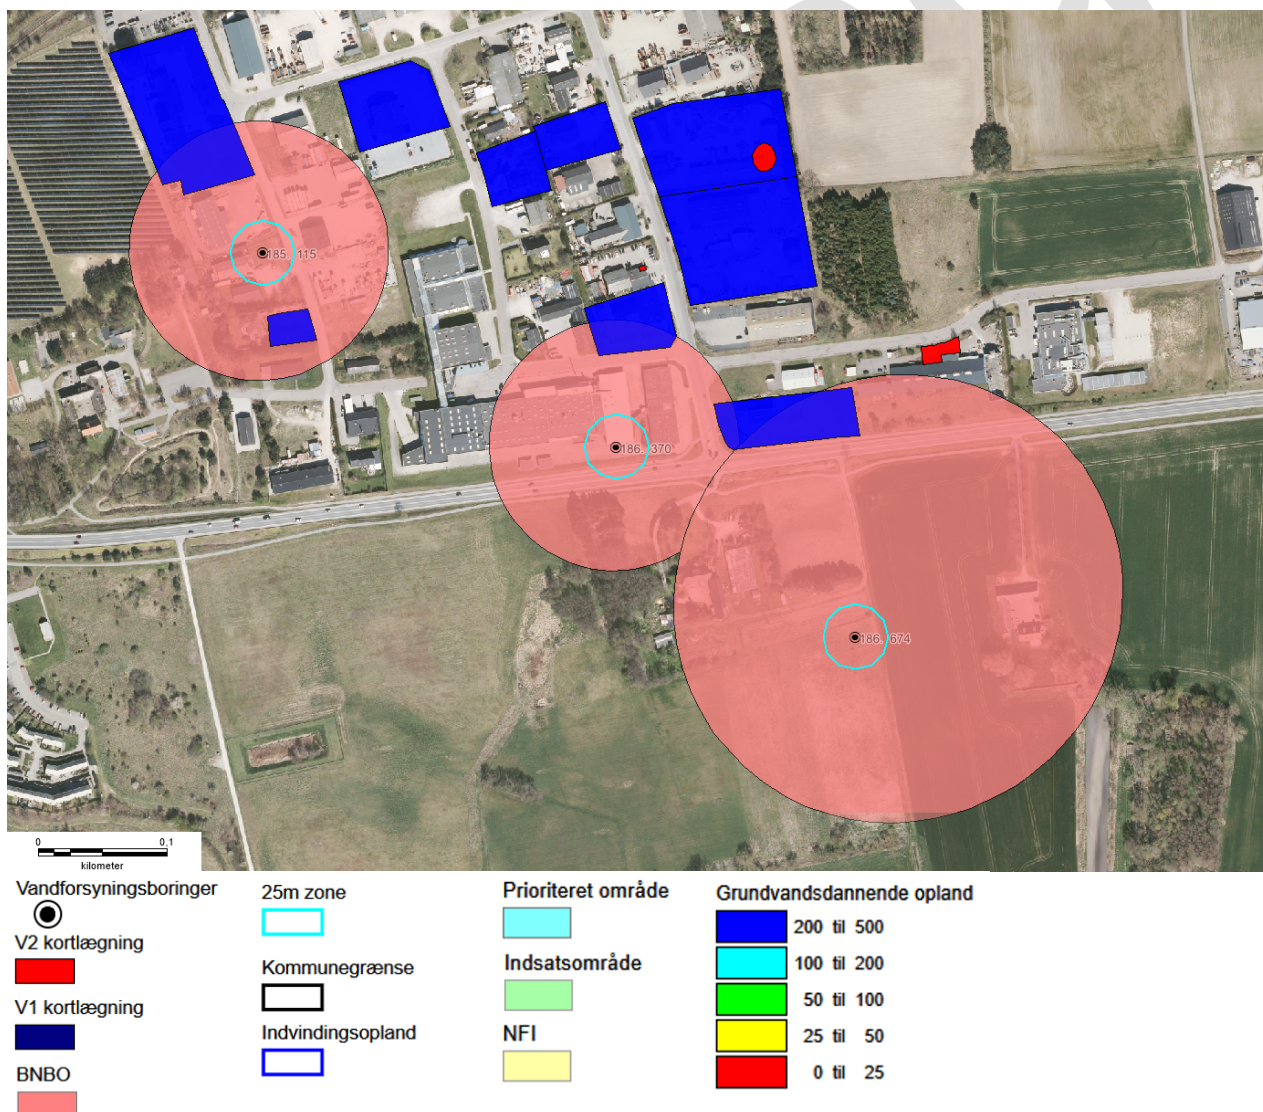 185. 115
186. 370
186. 674
0 0,1
kilometer
Vandforsyningsboringer
V2 kortlægning
V1 kortlægning
BNBO
25m zone
Kommunegrænse
Indvindingsopland
Prioriteret område
Indsatsområde
NFI
Grundvandsdannende opland
200 til 500
100 til 200
50 til 100
25 til 50
0 til 25